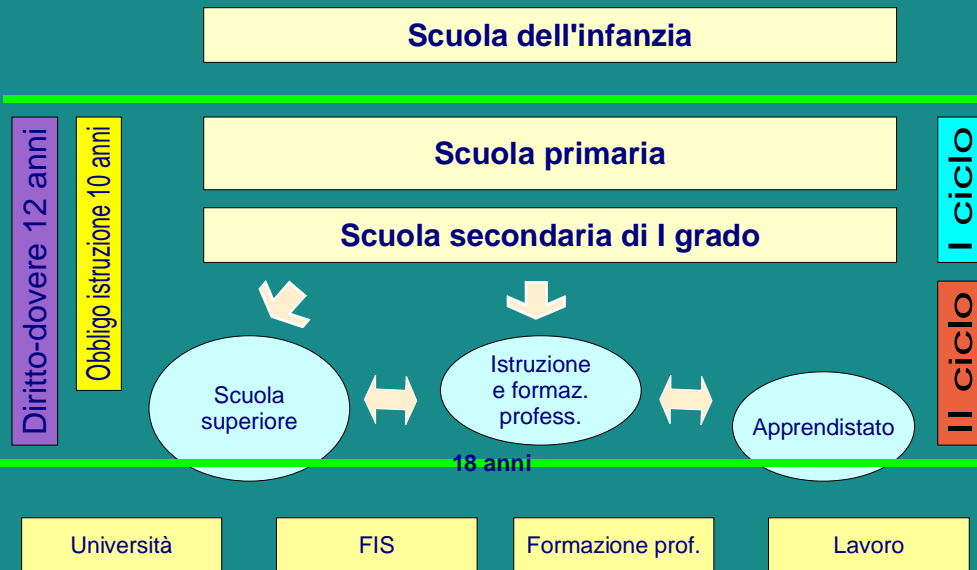 Scuola dell'infanzia
Diritto-dovere 12 anni
Obbligo istruzione 10 anni
Scuola primaria
I ciclo
Scuola secondaria di I grado
II ciclo
Scuola
superiore
Istruzione
e formaz.
profess.
Apprendistato
18 anni
Università
FIS
Formazione prof.
Lavoro